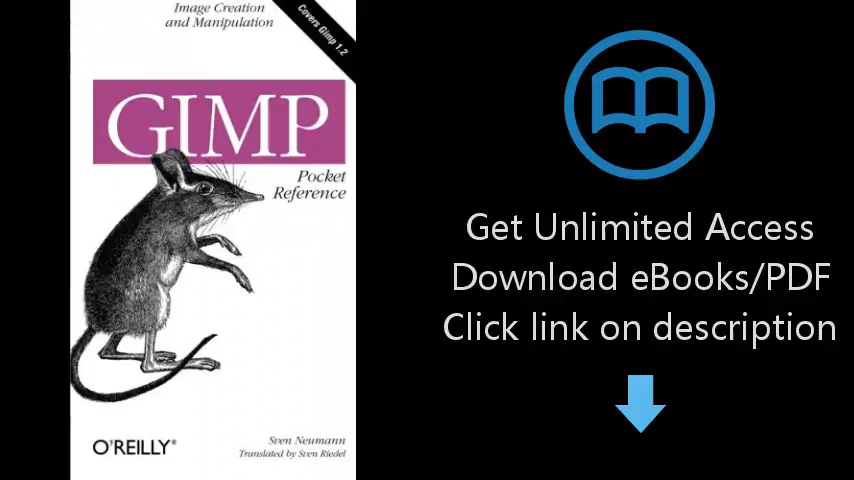 Image Creation
and Manipulation
Covers Gimp 1.2
GIMP
Pocket
Reference
O'REILLY®
Sven Neumann
Translated by Sven Riedel
Get Unlimited Access
Download eBooks/PDF
Click link on description